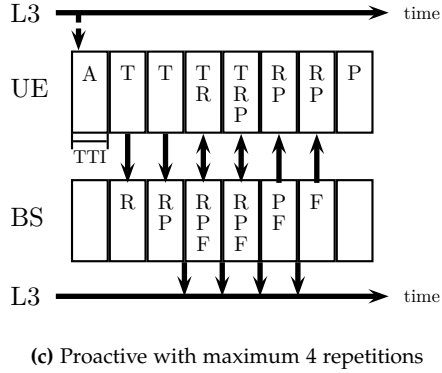 L3 time
UE A T T T T R R P
R R P P
P
TTI
BS R R R R P F
P P P F
F F
L3 time
(c) Proactive with maximum 4 repetitions